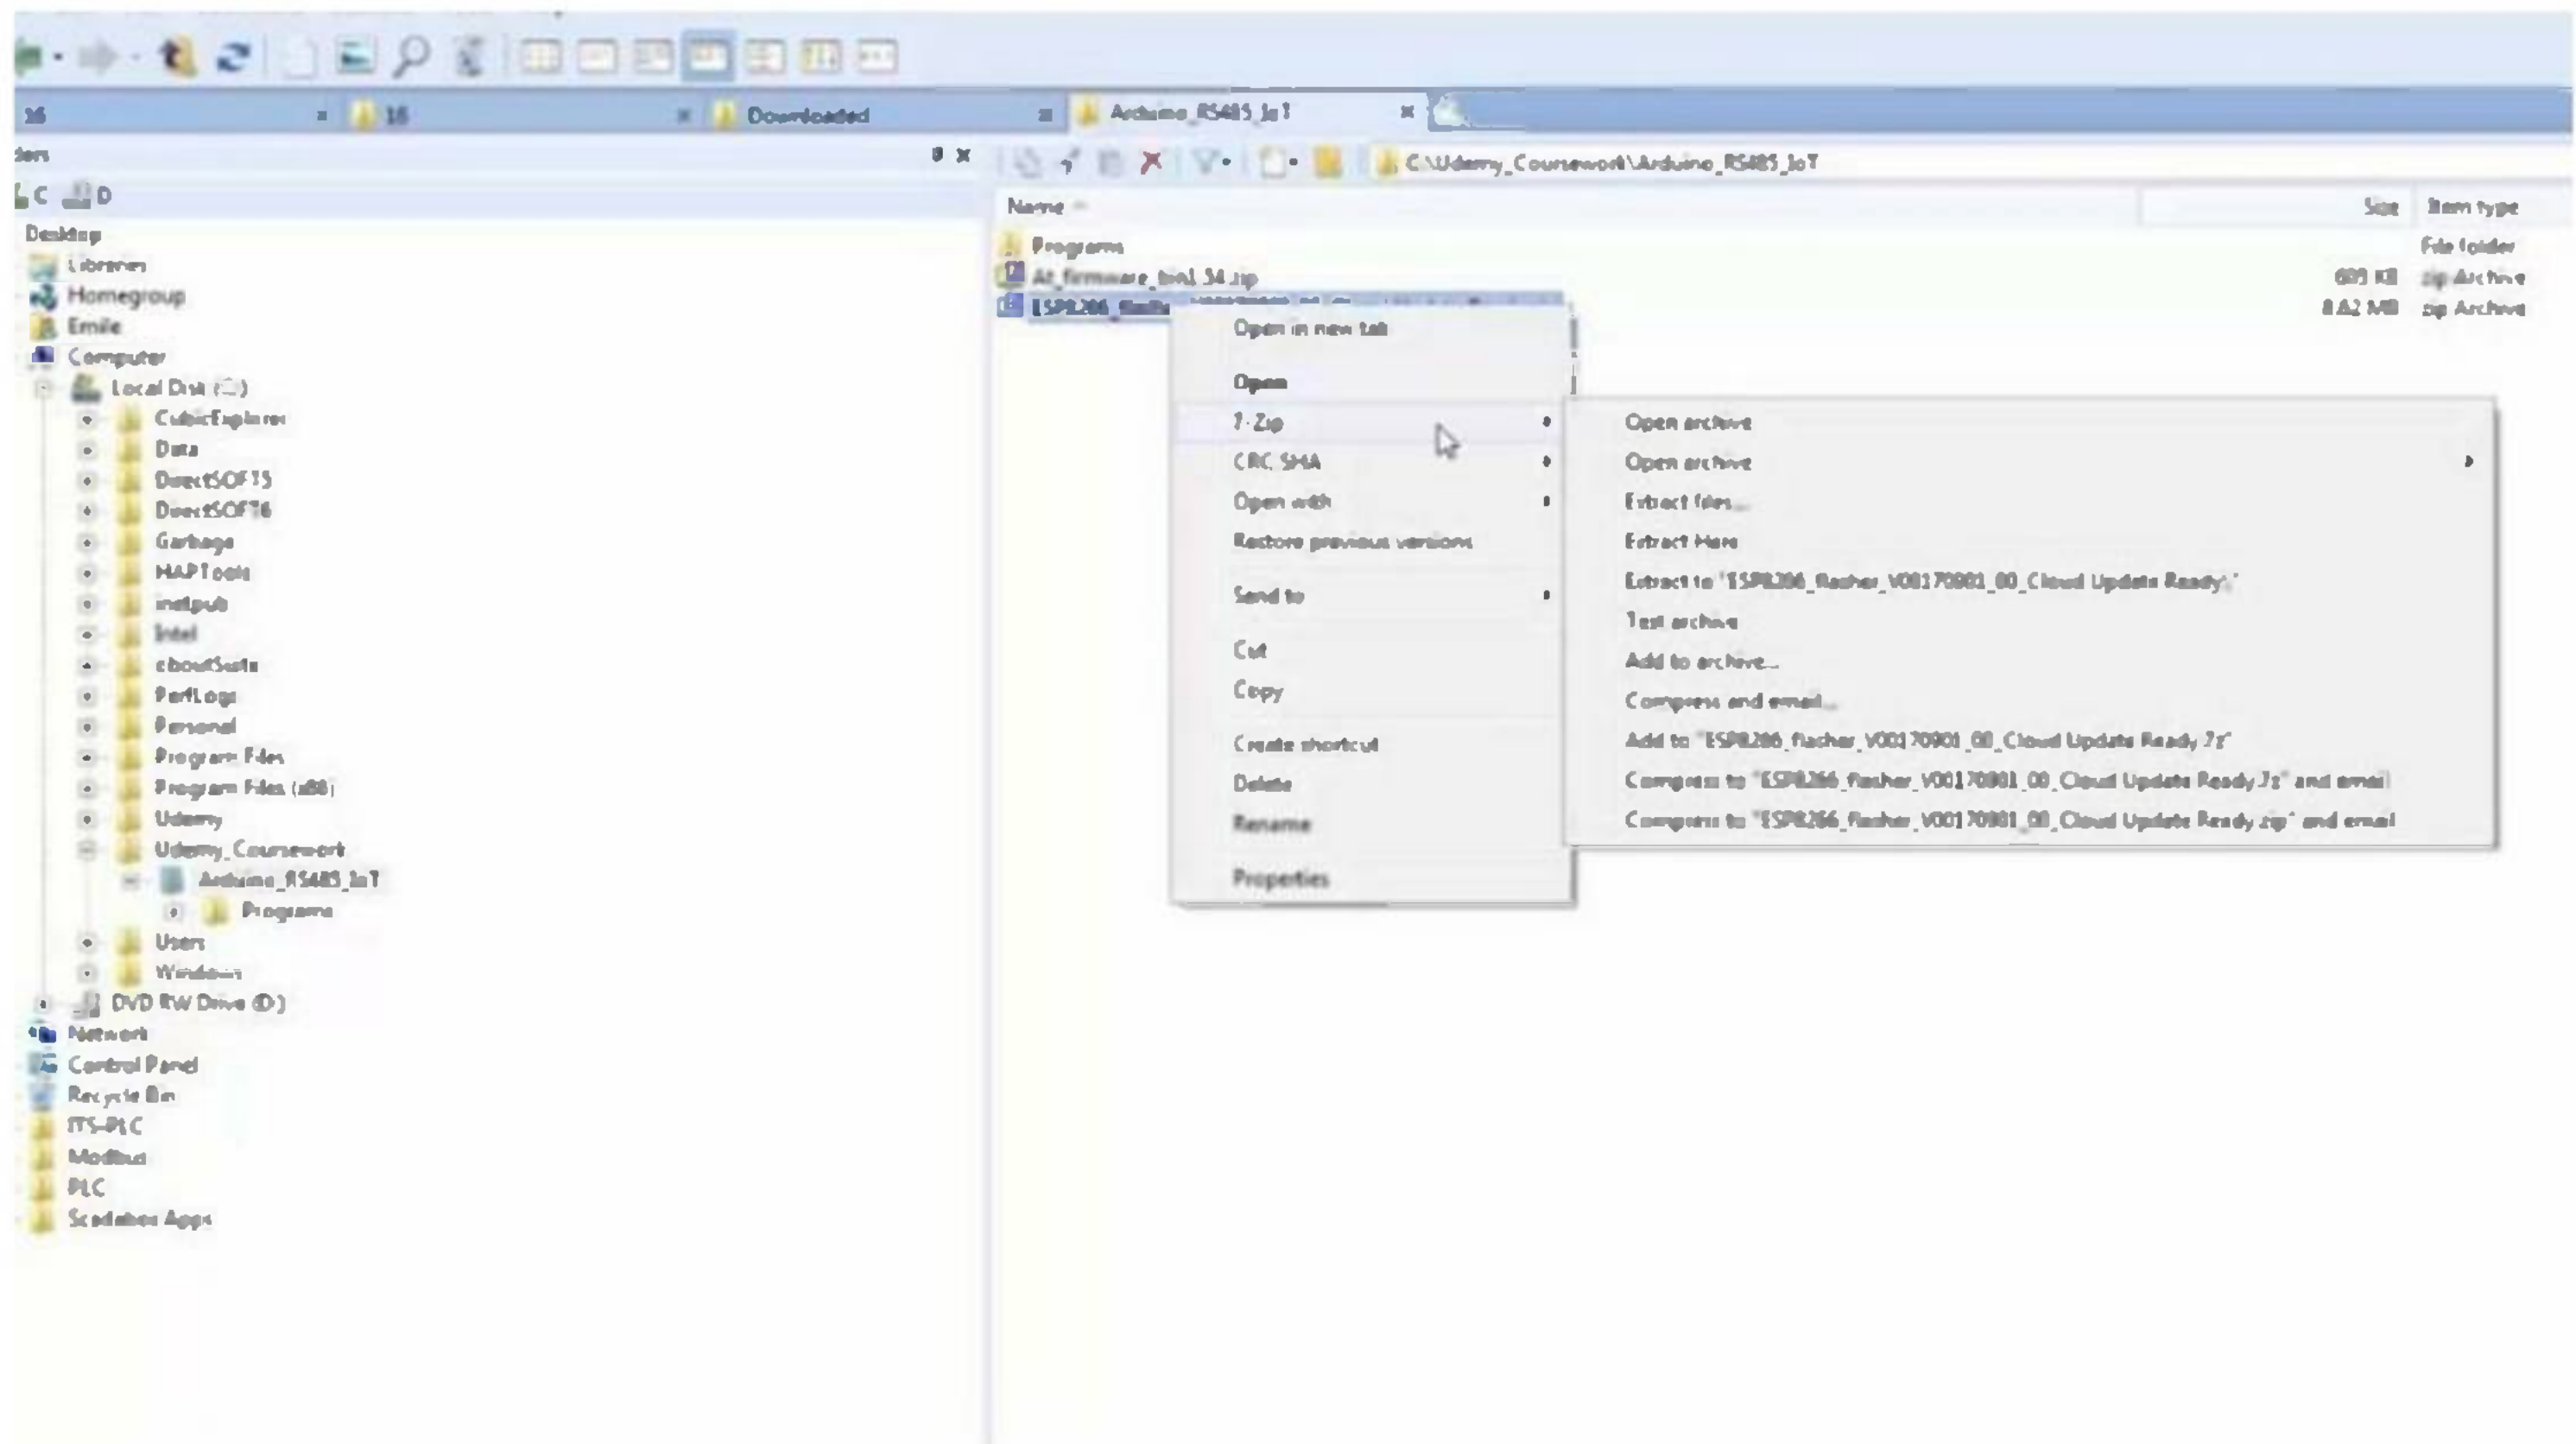 16
16
Downloaded
Arduino_RS485_IoT
ders
C D
C:\Udemy_Coursework\Arduino_RS485_IoT
Name
Size
Item type
Desktop
Libraries
Homegroup
Emile
Computer
Local Disk (C:)
CubicExplorer
Data
DirectSOFT5
DirectSOFT6
Garbage
HAPTools
inetpub
Intel
PerfLogs
Personal
Program Files
Program Files (x86)
Udemy
Udemy_Coursework
Arduino_RS485_IoT
Programs
Users
Windows
DVD RW Drive (D:)
Network
Control Panel
Recycle Bin
ITS-PLC
Modbus
PLC
Apps
Programs
File folder
zip Archive
ESP8266
8.62 MB
zip Archive
Open in new tab
Open
7-Zip
CRC SHA
Open with
Restore previous versions
Send to
Cut
Copy
Create shortcut
Delete
Rename
Properties
Open archive
Open archive
Extract files...
Extract Here
Extract to "ESP8266_flasher_V00170901_00_Cloud Update Ready\"
Test archive
Add to archive...
Compress and email...
Add to "ESP8266_flasher_V00170901_00_Cloud Update Ready.7z"
Compress to "ESP8266_flasher_V00170901_00_Cloud Update Ready.7z" and email
Compress to "ESP8266_flasher_V00170901_00_Cloud Update Ready.zip" and email